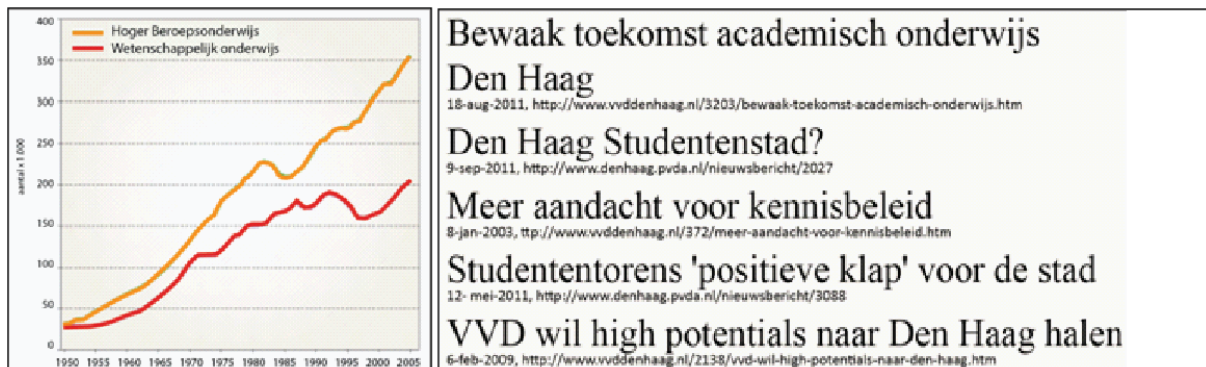 400
350
300
250
200
150
100
50
0
aantal x 1.000
Hoger Beroepsonderwijs
Wetenschappelijk onderwijs
1950 1955 1960 1965 1970 1975 1980 1985 1990 1995 2000 2005
Bewaak toekomst academisch onderwijs
Den Haag
18-aug-2011, http://www.vvddenhaag.nl/3203/bewaak-toekomst-academisch-onderwijs.htm
Den Haag Studentenstad?
9-sep-2011, http://www.denhaag.pvda.nl/nieuwsbericht/2027
Meer aandacht voor kennisbeleid
8-jan-2003, ttp://www.vvddenhaag.nl/372/meer-aandacht-voor-kennisbeleid.htm
Studententorens 'positieve klap' voor de stad
12- mei-2011, http://www.denhaag.pvda.nl/nieuwsbericht/3088
VVD wil high potentials naar Den Haag halen
6-feb-2009, http://www.vvddenhaag.nl/2138/vvd-wil-high-potentials-naar-den-haag.htm